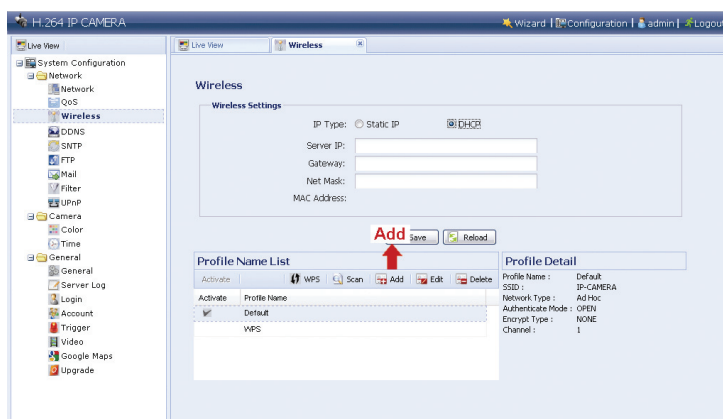 H.264 IP CAMERA
Wizard | Configuration | admin | Logout
Live View
System Configuration
Network
Network
QoS
Wireless
DDNS
SNTP
FTP
Mail
Filter
UPnP
Camera
Color
Time
General
General
Server Log
Login
Account
Trigger
Video
Google Maps
Upgrade
Live View
Wireless
Wireless
Wireless Settings
IP Type: Static IP DHCP
Server IP:
Gateway:
Net Mask:
MAC Address:
Add
Save Reload
Profile Name List
Activate WPS Scan Add Edit Delete
Activate Profile Name
Default
WPS
Profile Detail
Profile Name : Default
SSID : IP-CAMERA
Network Type : Ad Hoc
Authenticate Mode : OPEN
Encrypt Type : NONE
Channel : 1